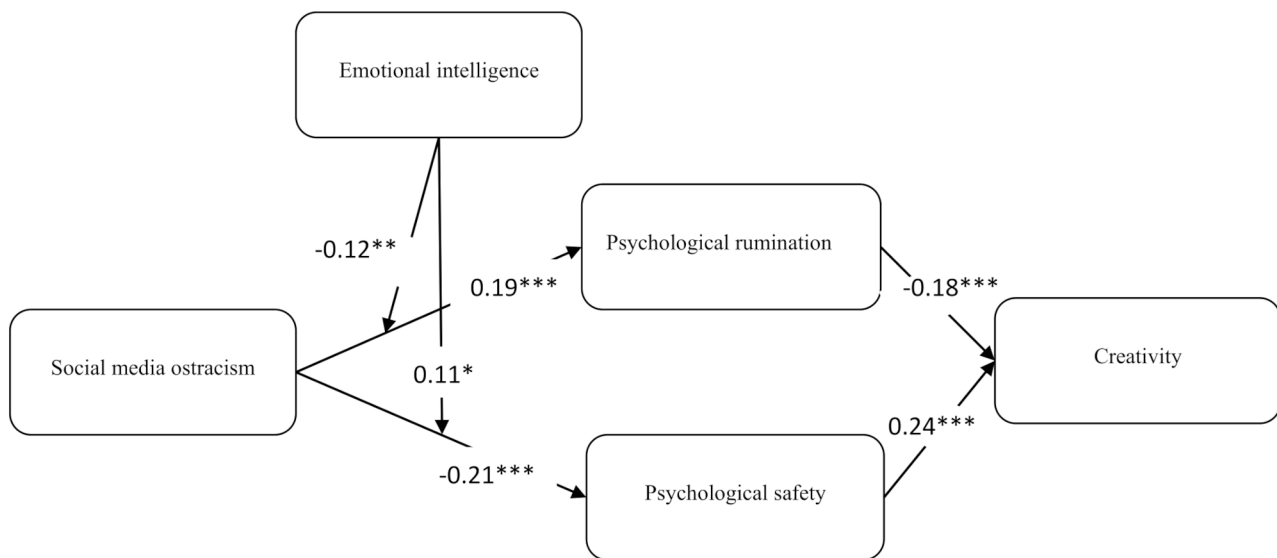 Emotional intelligence
-0.12**
0.19***
Psychological rumination
-0.18***
Social media ostracism
0.11*
Creativity
0.24***
-0.21***
Psychological safety